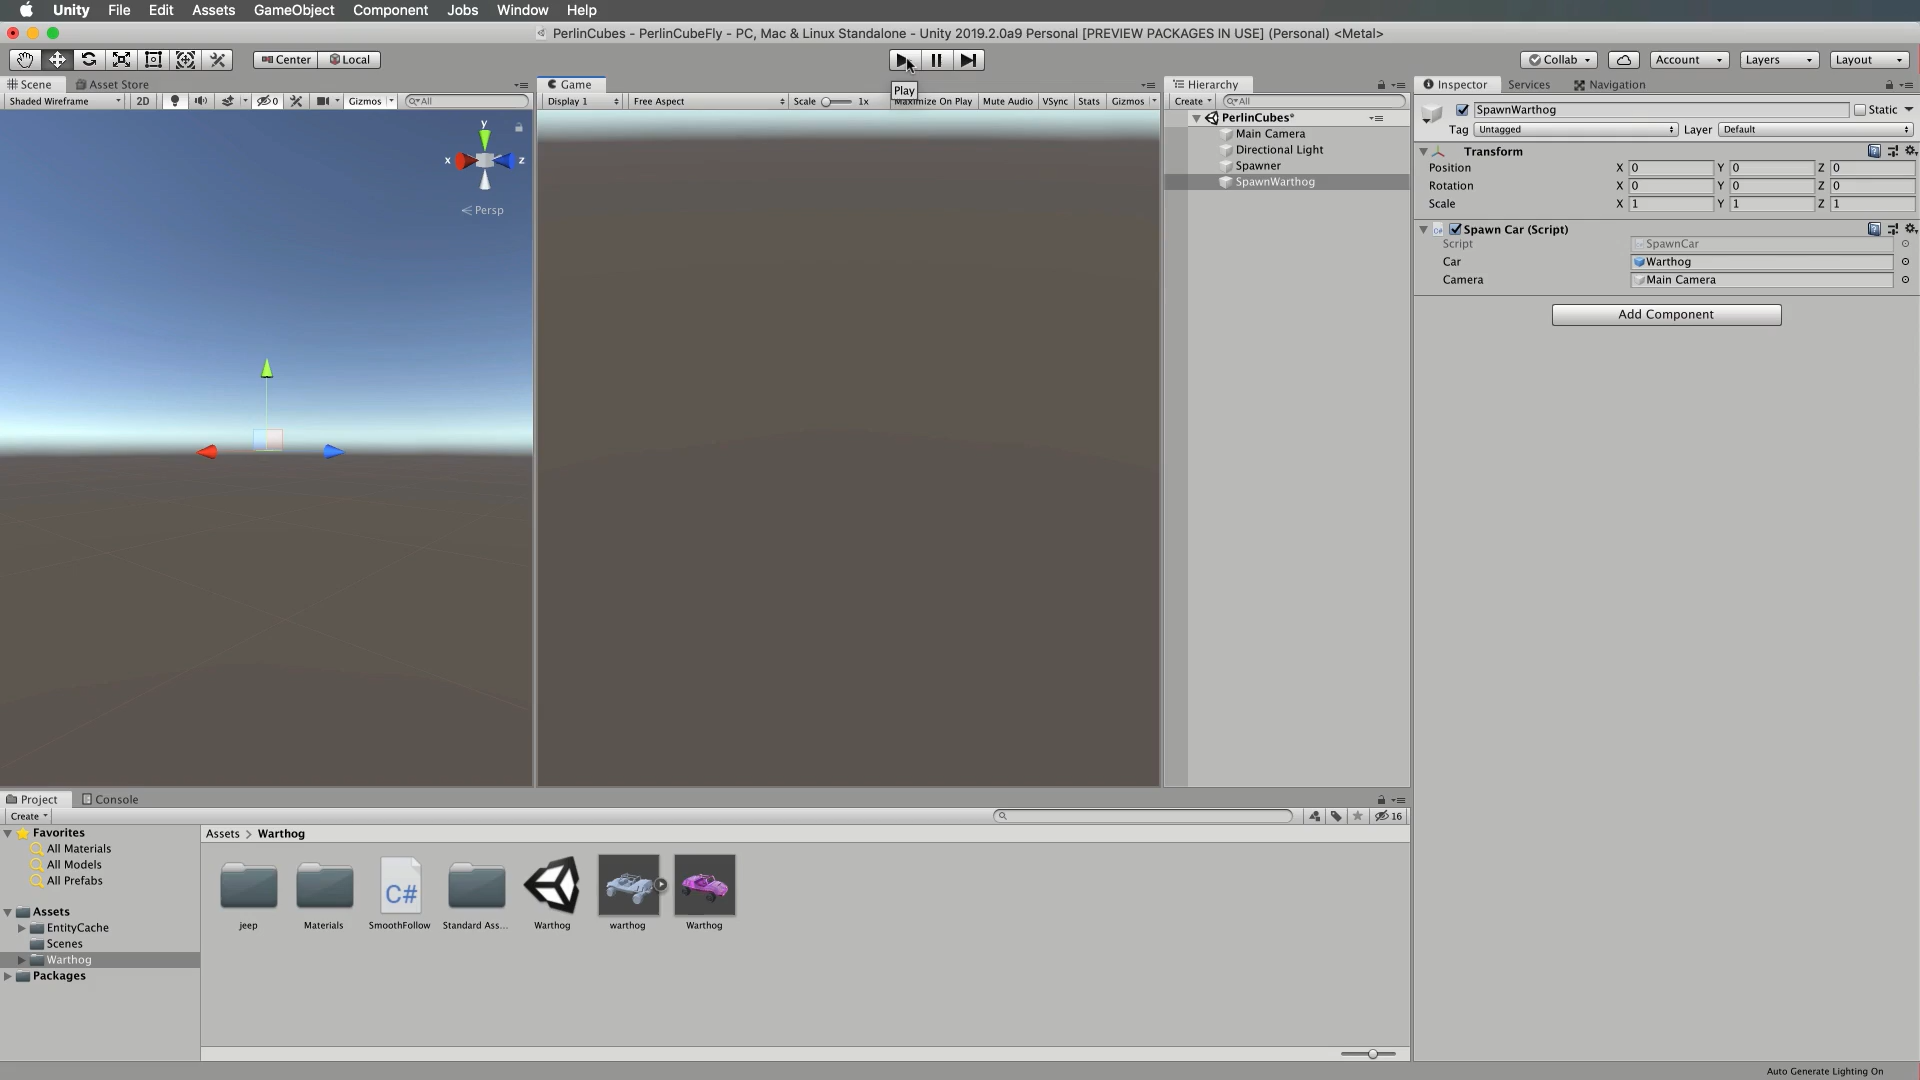 Unity File Edit Assets GameObject Component Jobs Window Help
PerlinCubes - PerlinCubeFly - PC, Mac & Linux Standalone - Unity 2019.2.0a9 Personal [PREVIEW PACKAGES IN USE] (Personal) <Metal>
Center Local Collab Account Layers Layout
Scene Asset Store Game Hierarchy Inspector Services Navigation
Play
Shaded Wireframe 2D 0 Gizmos All Display 1 Free Aspect Scale 1x Maximize On Play Mute Audio VSync Stats Gizmos Create All
SpawnWarthog Static
Tag Untagged Layer Default
PerlinCubes*
Main Camera
Directional Light
Spawner
SpawnWarthog
y
x z
Persp
Transform
Position X 0 Y 0 Z 0
Rotation X 0 Y 0 Z 0
Scale X 1 Y 1 Z 1
Spawn Car (Script)
Script SpawnCar
Car Warthog
Camera Main Camera
Add Component
Project Console
Create 16
Favorites
All Materials
All Models
All Prefabs
Assets
EntityCache
Scenes
Warthog
Packages
Assets > Warthog
C# 
jeep Materials SmoothFollow Standard Ass... Warthog warthog Warthog
Auto Generate Lighting On